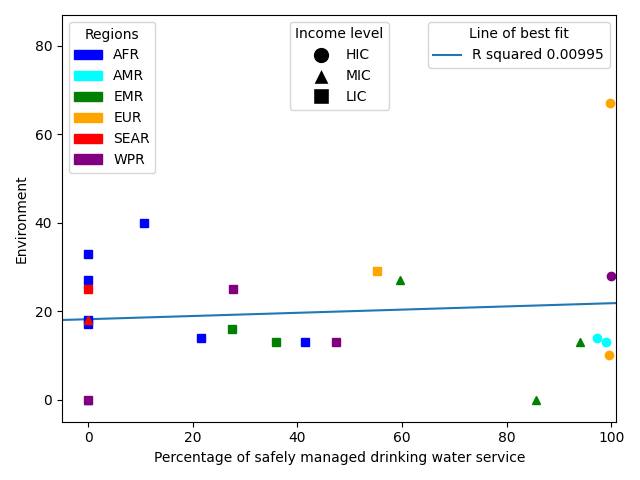 Regions
AFR
AMR
EMR
EUR
SEAR
WPR
Income level
HIC
MIC
LIC
Line of best fit
R squared 0.00995
Environment
80
60
40
20
0
0 20 40 60 80 100
Percentage of safely managed drinking water service